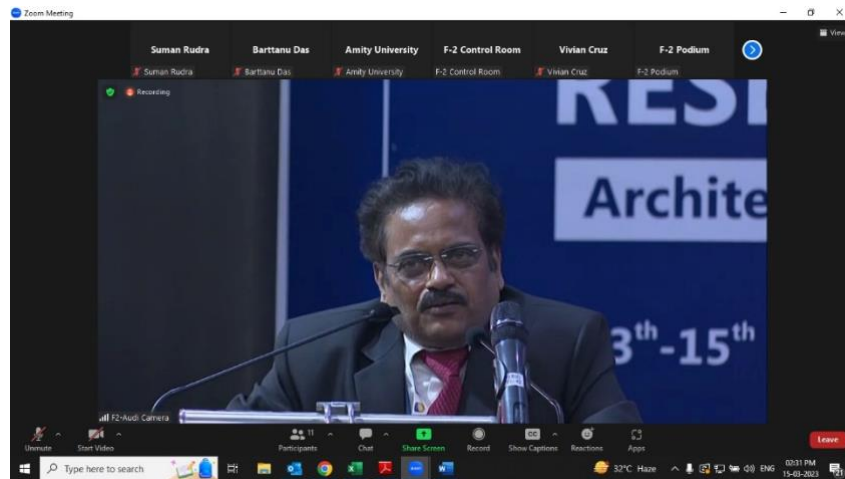 Zoom Meeting
View
Suman Rudra Barttanu Das Amity University F-2 Control Room Vivian Cruz F-2 Podium
Suman Rudra Barttanu Das Amity University F-2 Control Room Vivian Cruz F-2 Podium
Recording
RES
Archite
3th-15th
F2-Audi Camera
11
Unmute Start Video Participants Chat Share Screen Record Show Captions Reactions Apps Leave
Type here to search 32°C Haze ENG 02:31 PM
15-03-2023
21